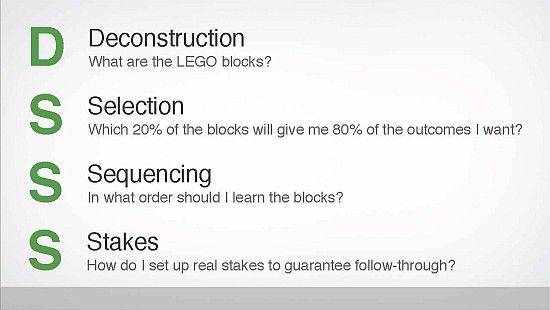 D Deconstruction
What are the LEGO blocks?
S Selection
Which 20% of the blocks will give me 80% of the outcomes I want?
S Sequencing
In what order should I learn the blocks?
S Stakes
How do I set up real stakes to guarantee follow-through?